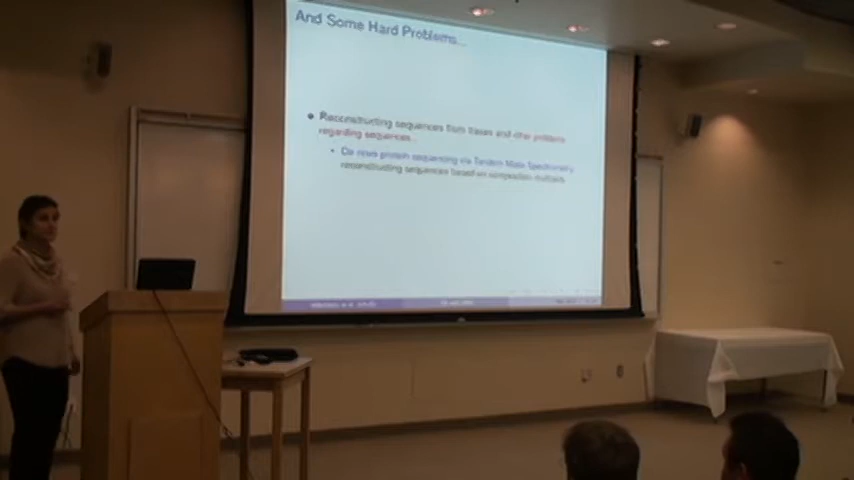 And Some Hard Problems...
Reconstructing sequences from traces and other problems
regarding sequences...
De novo protein sequencing via Tandem Mass Spectrometry:
reconstructing sequences based on composition multisets